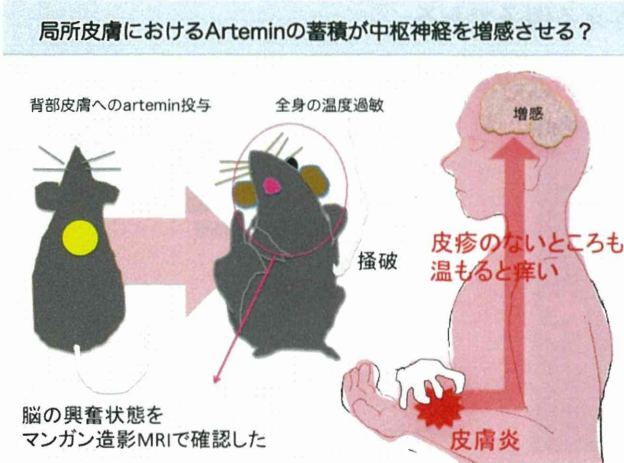 局所皮膚におけるArteminの蓄積が中枢神経を増感させる？
背部皮膚へのartemin投与
全身の温度過敏
増感
皮疹のないところも
温もると痒い
掻破
脳の興奮状態を
マンガン造影MRIで確認した
皮膚炎